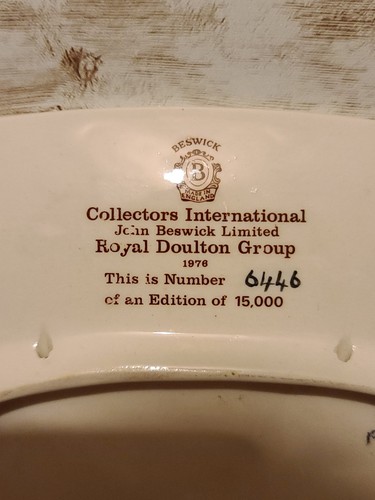 BESWICK
B
MADE IN
ENGLAND
Collectors International
John Beswick Limited
Royal Doulton Group
1976
This is Number 6446
of an Edition of 15,000